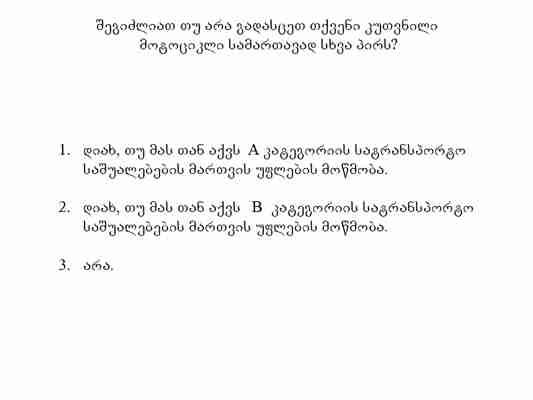 შეგიძლიათ თუ არა გადასცეთ თქვენი კუთვნილი
მოტოციკლი სამართავად სხვა პირს?
1. დიახ, თუ მას თან აქვს A კატეგორიის სატრანსპორტო
საშუალებების მართვის უფლების მოწმობა.
2. დიახ, თუ მას თან აქვს B კატეგორიის სატრანსპორტო
საშუალებების მართვის უფლების მოწმობა.
3. არა.